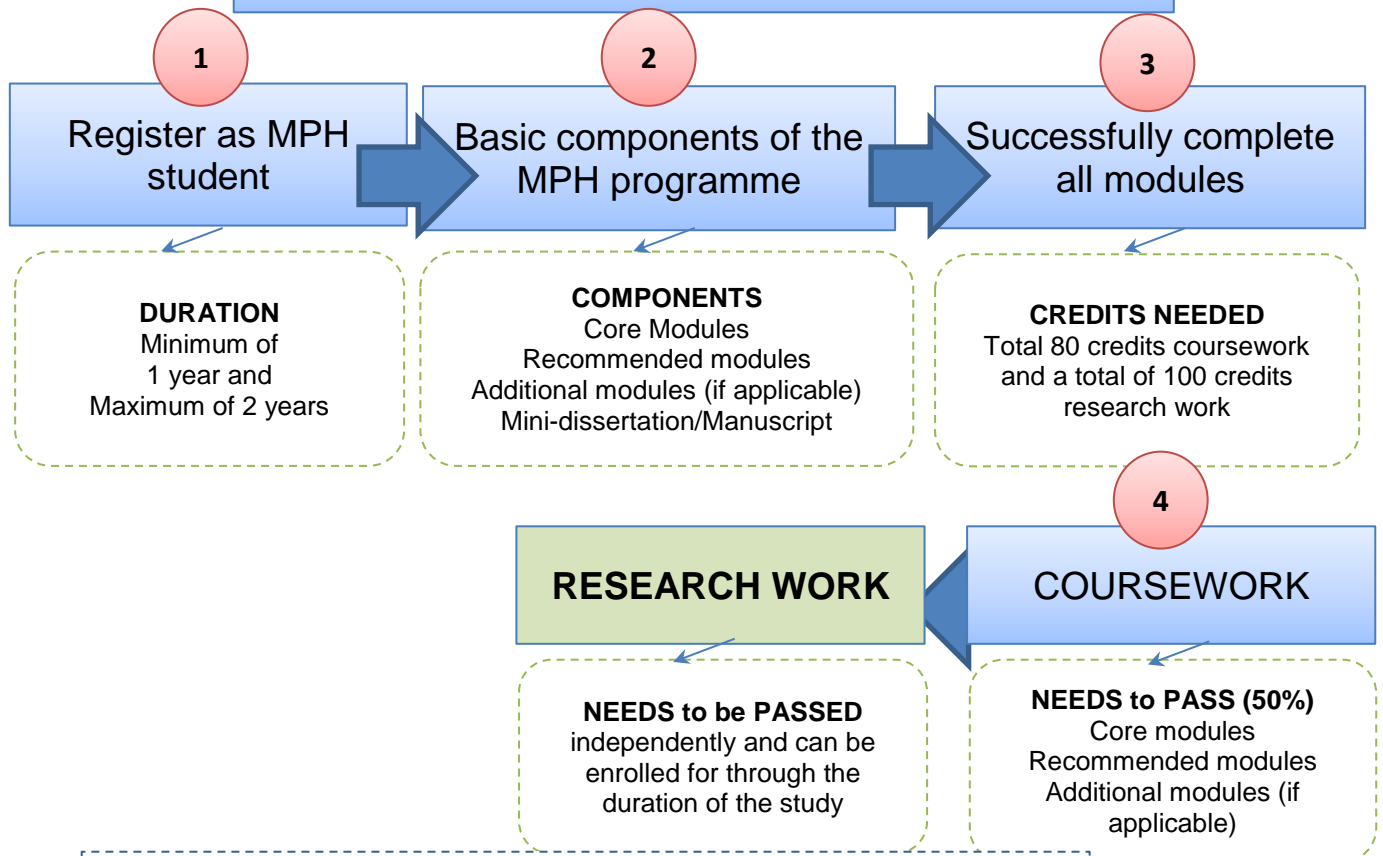 1
Register as MPH
student
DURATION
Minimum of
1 year and
Maximum of 2 years
2
Basic components of the
MPH programme
COMPONENTS
Core Modules
Recommended modules
Additional modules (if applicable)
Mini-dissertation/Manuscript
3
Successfully complete
all modules
CREDITS NEEDED
Total 80 credits coursework
and a total of 100 credits
research work
4
COURSEWORK
NEEDS to PASS (50%)
Core modules
Recommended modules
Additional modules (if
applicable)
RESEARCH WORK
NEEDS to be PASSED
independently and can be
enrolled for through the
duration of the study